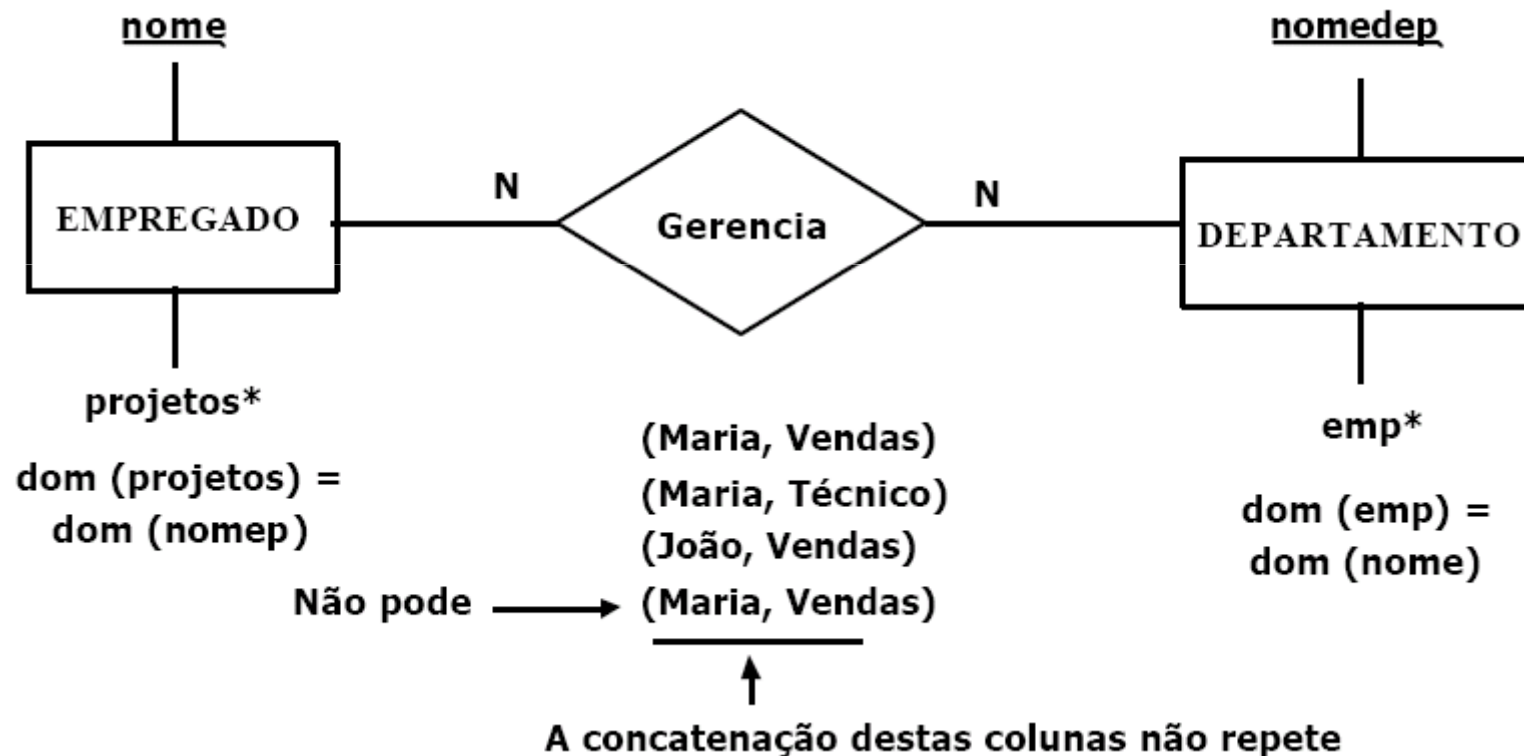 nome
nomedep
N
N
EMPREGADO
Gerencia
DEPARTAMENTO
projetos*
dom (projetos) =
dom (nomep)
(Maria, Vendas)
(Maria, Técnico)
(João, Vendas)
Não pode
(Maria, Vendas)
emp*
dom (emp) =
dom (nome)
A concatenação destas colunas não repete